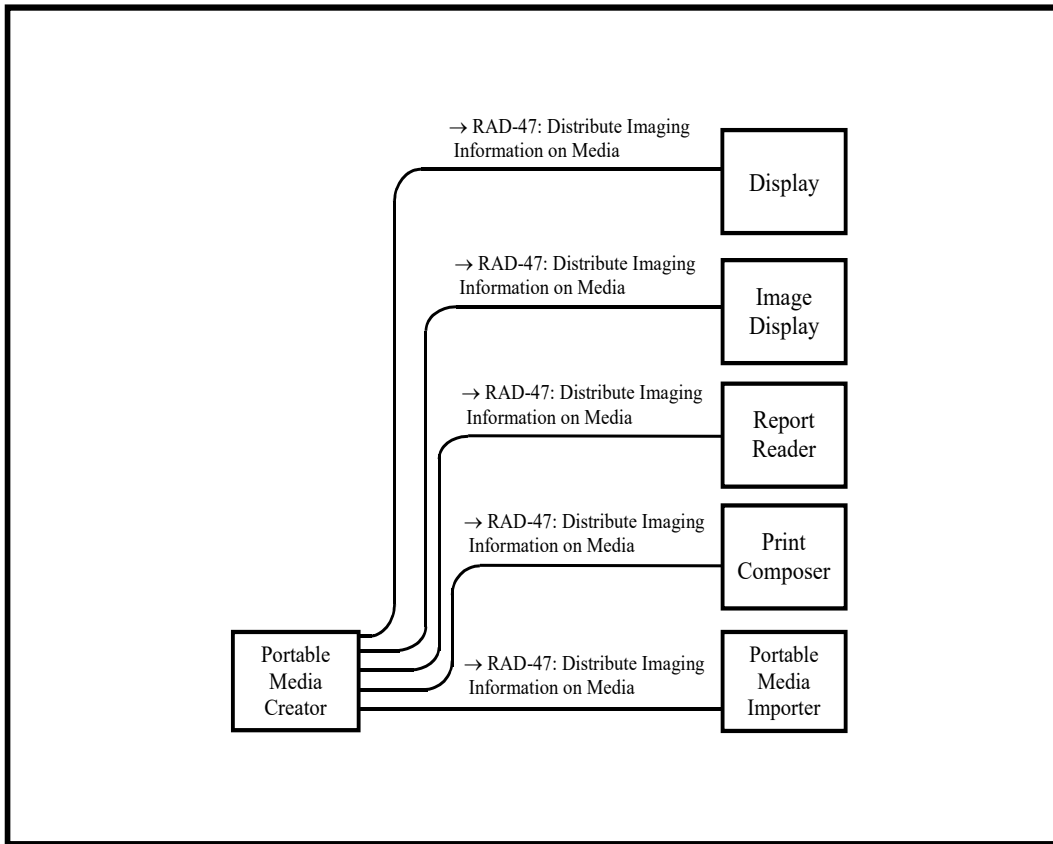 → RAD-47: Distribute Imaging
Information on Media
Display
→ RAD-47: Distribute Imaging
Information on Media
Image
Display
→ RAD-47: Distribute Imaging
Information on Media
Report
Reader
→ RAD-47: Distribute Imaging
Information on Media
Print
Composer
Portable
Media
Creator
→ RAD-47: Distribute Imaging
Information on Media
Portable
Media
Importer